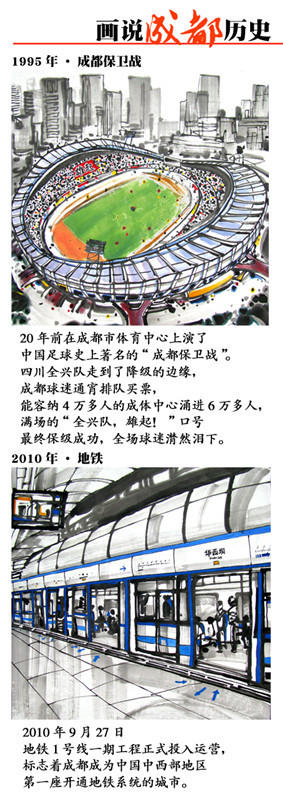 画说成都历史
1995年·成都保卫战
雄起
20年前在成都市体育中心上演了
中国足球史上著名的“成都保卫战”。
四川全兴队走到了降级的边缘，
成都球迷通宵排队买票，
能容纳4万多人的成体中心涌进6万多人，
满场的“全兴队，雄起！”口号
最终保级成功，全场球迷潸然泪下。
2010年·地铁
华西坝
2010年9月27日
地铁1号线一期工程正式投入运营，
标志着成都成为中国中西部地区
第一座开通地铁系统的城市。